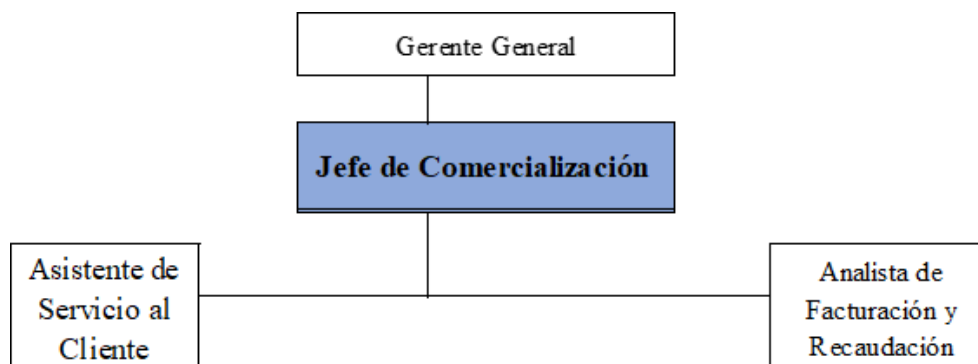 Gerente General
Jefe de Comercialización
Asistente de
Servicio al
Cliente
Analista de
Facturación y
Recaudación